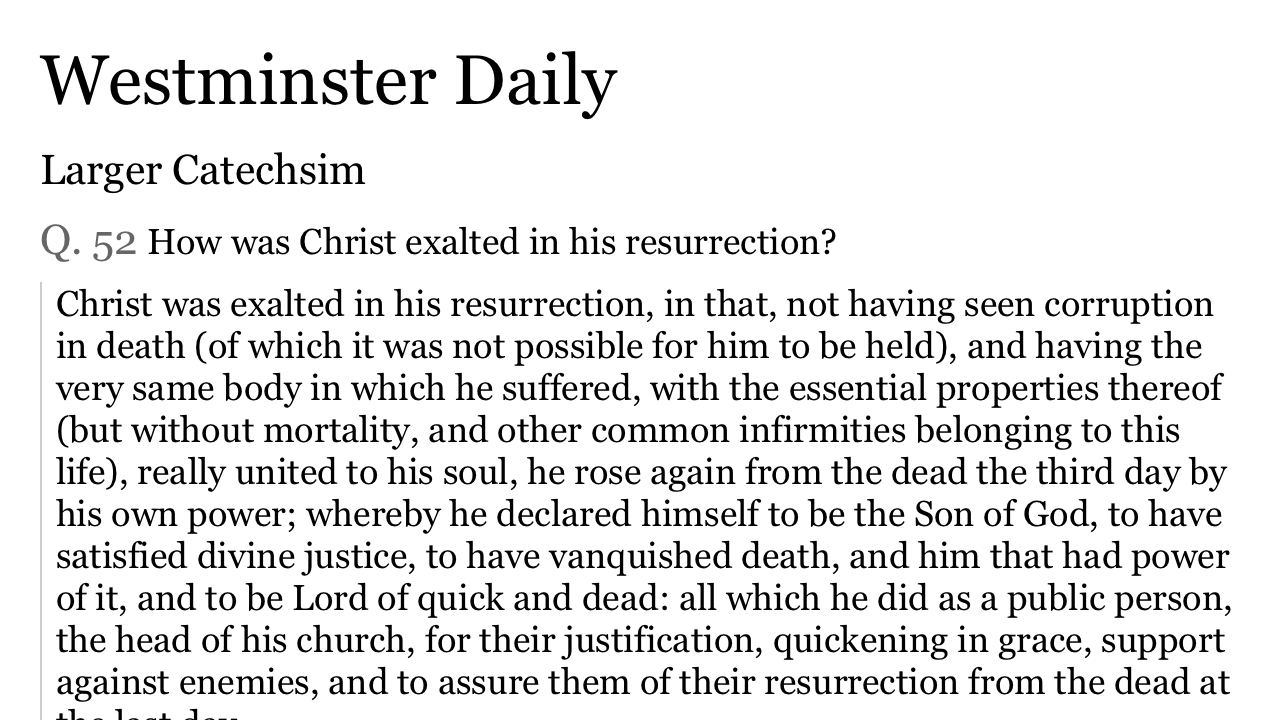 Westminster Daily
Larger Catechsim
Q. 52 How was Christ exalted in his resurrection?
Christ was exalted in his resurrection, in that, not having seen corruption
in death (of which it was not possible for him to be held), and having the
very same body in which he suffered, with the essential properties thereof
(but without mortality, and other common infirmities belonging to this
life), really united to his soul, he rose again from the dead the third day by
his own power; whereby he declared himself to be the Son of God, to have
satisfied divine justice, to have vanquished death, and him that had power
of it, and to be Lord of quick and dead: all which he did as a public person,
the head of his church, for their justification, quickening in grace, support
against enemies, and to assure them of their resurrection from the dead at
the last day.